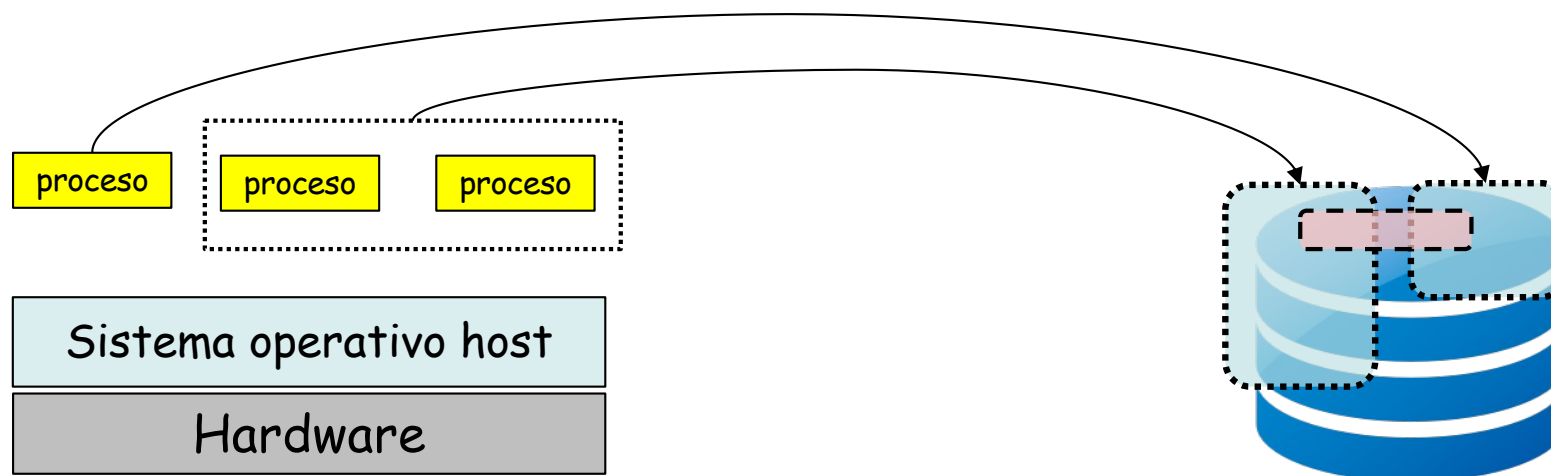 proceso
proceso
proceso
Sistema operativo host
Hardware